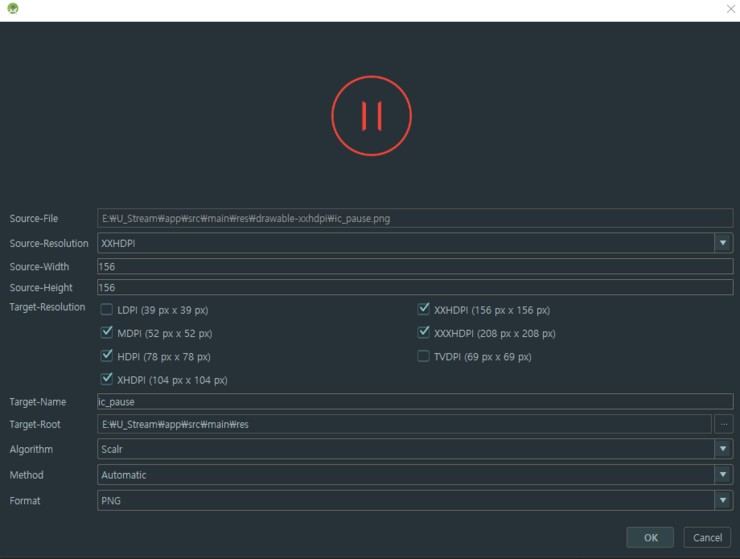 Source-File E:₩U_Stream₩app₩src₩main₩res₩drawable-xxhdpi₩ic_pause.png
Source-Resolution XXHDPI
Source-Width 156
Source-Height 156
Target-Resolution LDPI (39 px x 39 px) XXHDPI (156 px x 156 px)
MDPI (52 px x 52 px) XXXHDPI (208 px x 208 px)
HDPI (78 px x 78 px) TVDPI (69 px x 69 px)
XHDPI (104 px x 104 px)
Target-Name ic_pause
Target-Root E:₩U_Stream₩app₩src₩main₩res ...
Algorithm Scalr
Method Automatic
Format PNG
OK Cancel